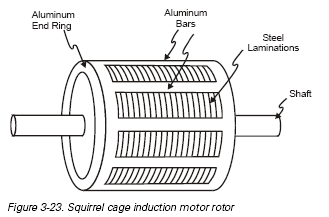 Aluminum
End Ring
Aluminum
Bars
Steel
Laminations
Shaft
Figure 3-23. Squirrel cage induction motor rotor